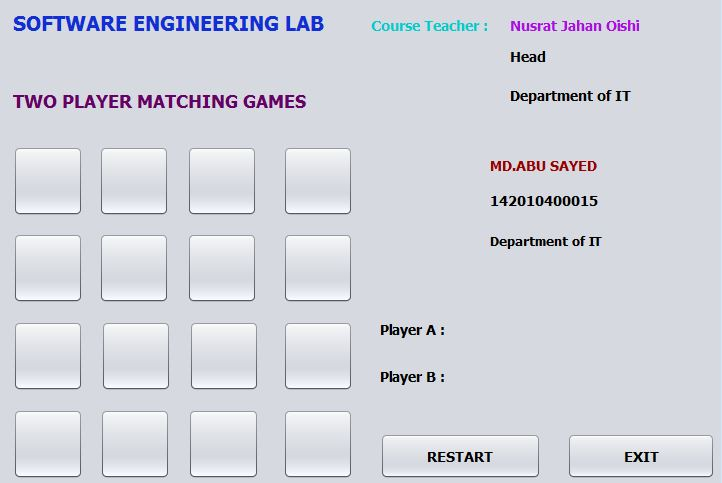 SOFTWARE ENGINEERING LAB
Course Teacher :
Nusrat Jahan Oishi
Head
Department of IT
TWO PLAYER MATCHING GAMES
MD.ABU SAYED
142010400015
Department of IT
Player A :
Player B :
RESTART
EXIT